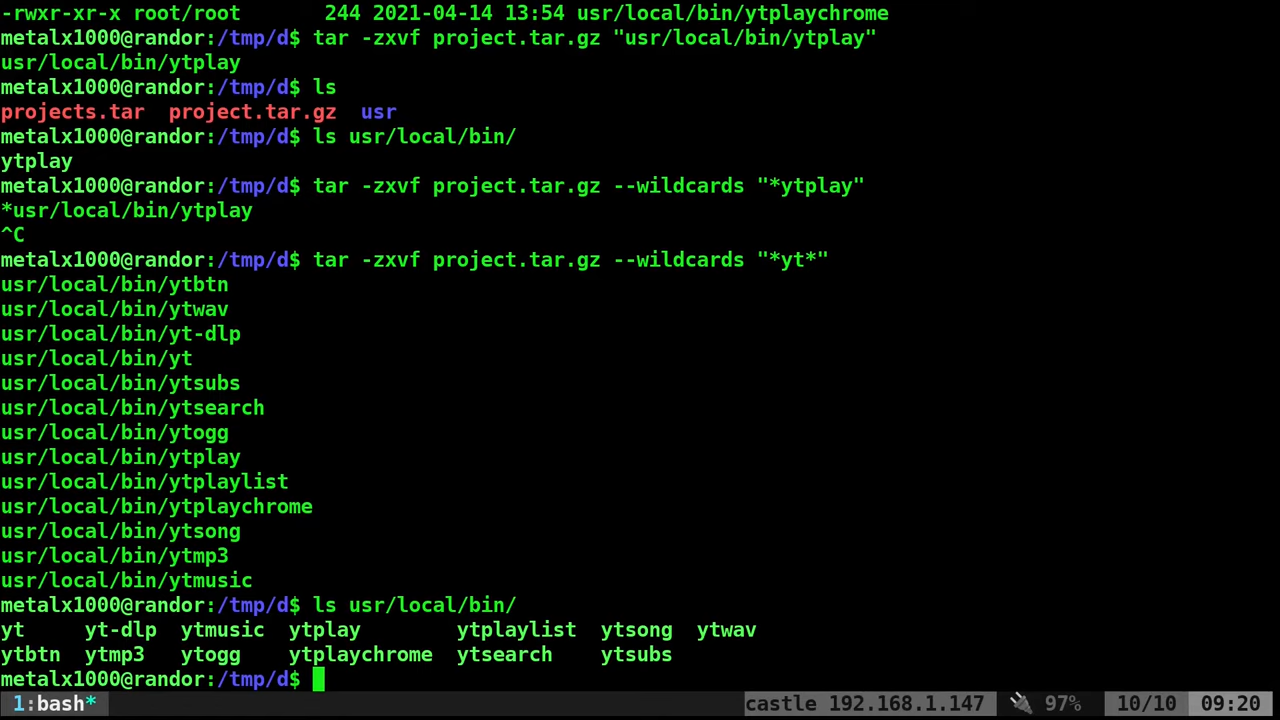 -rwxr-xr-x root/root       244 2021-04-14 13:54 usr/local/bin/ytplaychrome
metalx1000@randor:/tmp/d$ tar -zxvf project.tar.gz "usr/local/bin/ytplay"
usr/local/bin/ytplay
metalx1000@randor:/tmp/d$ ls
projects.tar  project.tar.gz  usr
metalx1000@randor:/tmp/d$ ls usr/local/bin/
ytplay
metalx1000@randor:/tmp/d$ tar -zxvf project.tar.gz --wildcards "*ytplay"
*usr/local/bin/ytplay
^C
metalx1000@randor:/tmp/d$ tar -zxvf project.tar.gz --wildcards "*yt*"
usr/local/bin/ytbtn
usr/local/bin/ytwav
usr/local/bin/yt-dlp
usr/local/bin/yt
usr/local/bin/ytsubs
usr/local/bin/ytsearch
usr/local/bin/ytogg
usr/local/bin/ytplay
usr/local/bin/ytplaylist
usr/local/bin/ytplaychrome
usr/local/bin/ytsong
usr/local/bin/ytmp3
usr/local/bin/ytmusic
metalx1000@randor:/tmp/d$ ls usr/local/bin/
yt     yt-dlp  ytmusic  ytplay        ytplaylist  ytsong  ytwav
ytbtn  ytmp3   ytogg    ytplaychrome  ytsearch    ytsubs
metalx1000@randor:/tmp/d$
1:bash* castle 192.168.1.147 97% 10/10 09:20